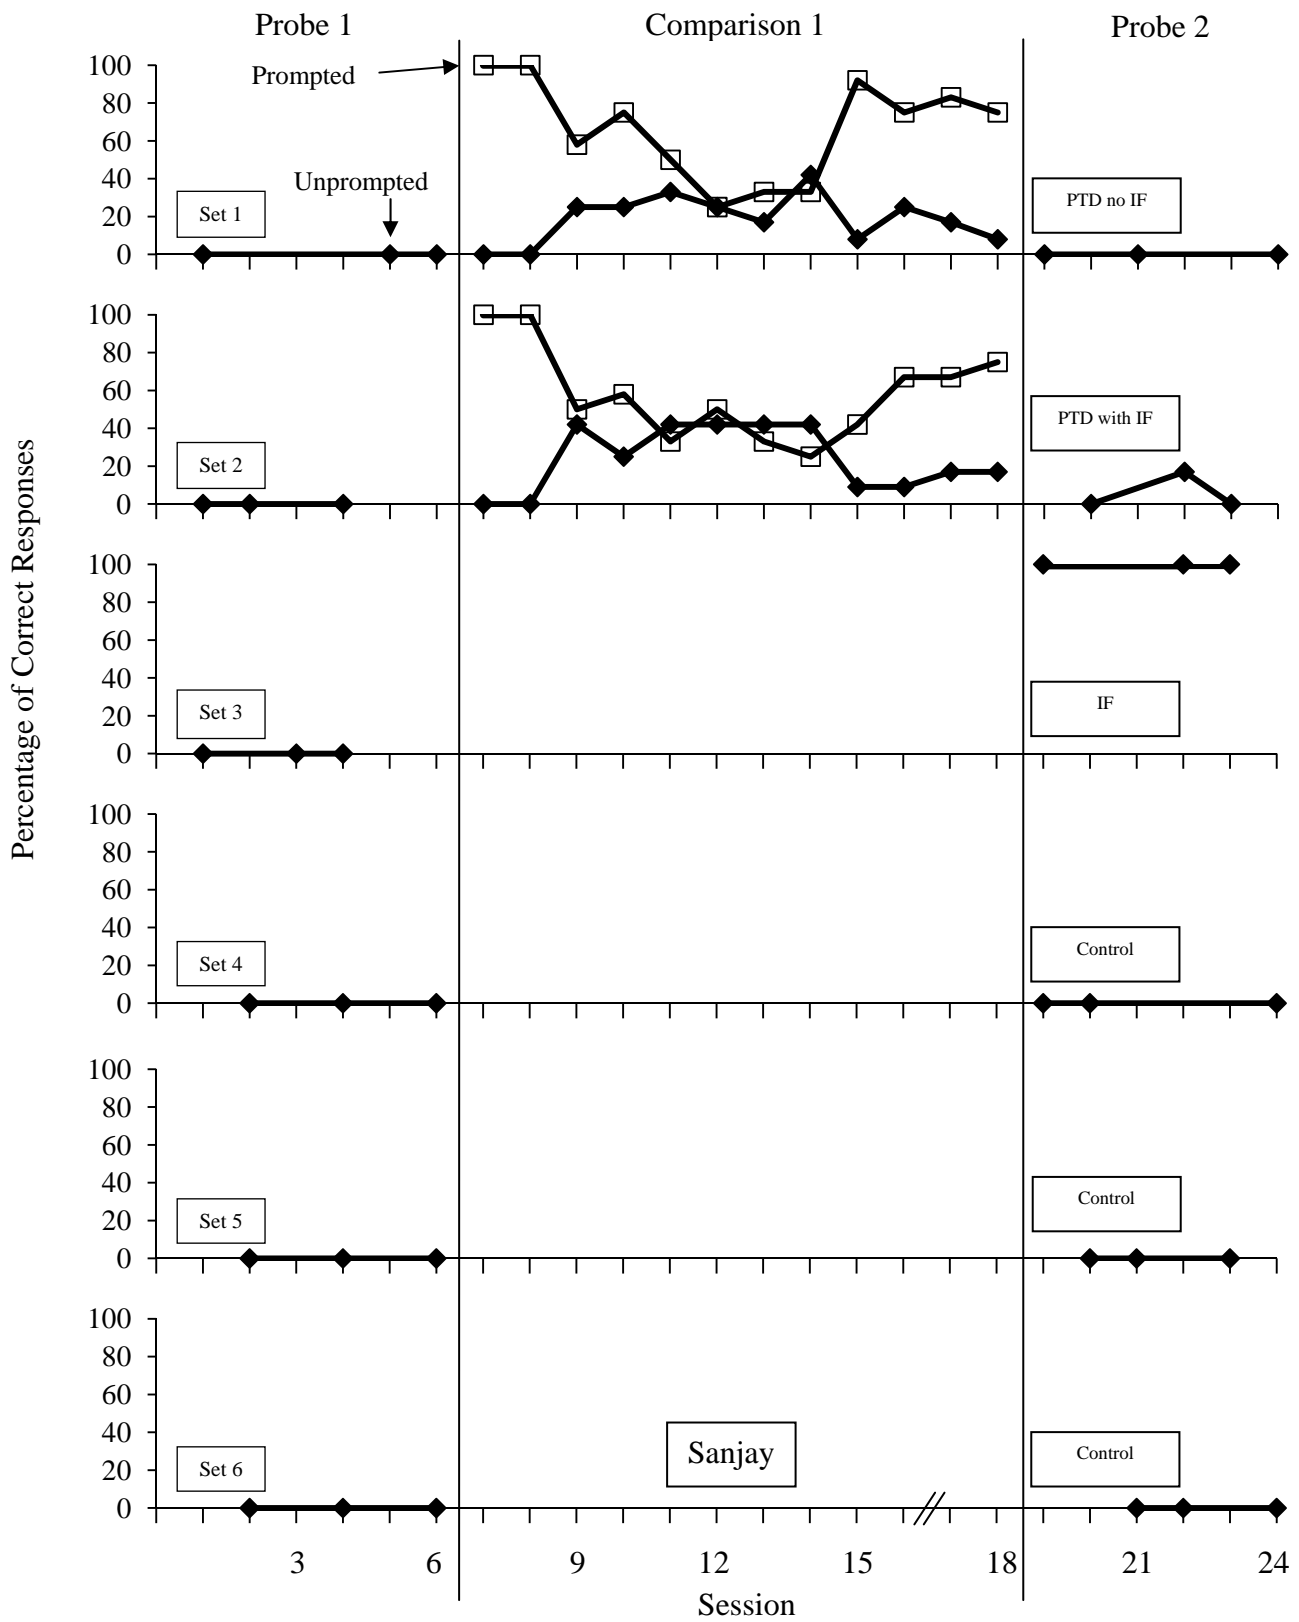 Probe 1
Comparison 1
Probe 2
Percentage of Correct Responses
100
80
60
40
20
0
Prompted
Unprompted
Set 1
PTD no IF
100
80
60
40
20
0
Set 2
PTD with IF
100
80
60
40
20
0
Set 3
IF
100
80
60
40
20
0
Set 4
Control
100
80
60
40
20
0
Set 5
Control
100
80
60
40
20
0
Set 6
Sanjay
Control
3 6 9 12 15 18 21 24
Session